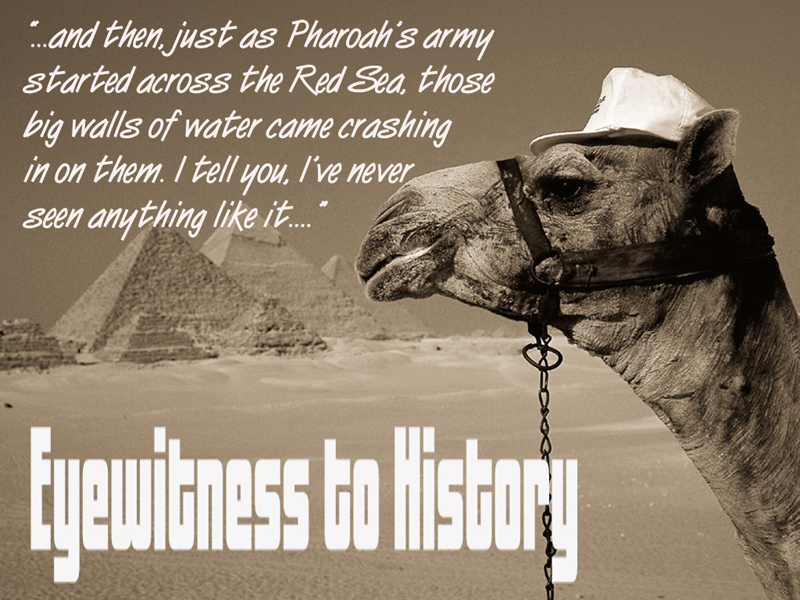 "...and then, just as Pharoah's army
started across the Red Sea, those
big walls of water came crashing
in on them. I tell you, I've never
seen anything like it...."
Eyewitness to History